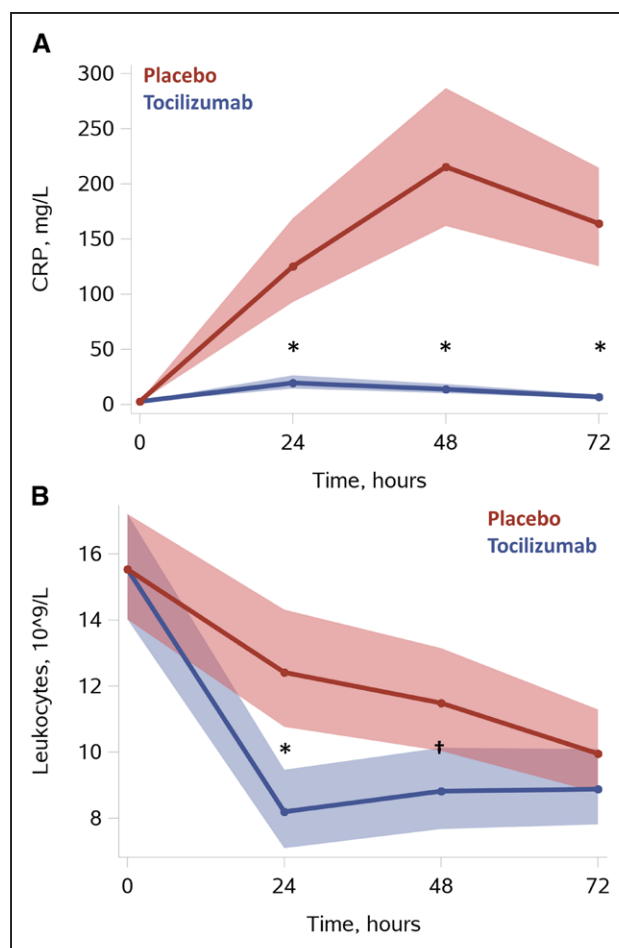 A
Placebo
Tocilizumab
300
250
200
150
100
50
0
CRP, mg/L
*
*
*
0 24 48 72
Time, hours
B
Placebo
Tocilizumab
16
14
12
10
8
Leukocytes, 10^9/L
*
†
0 24 48 72
Time, hours